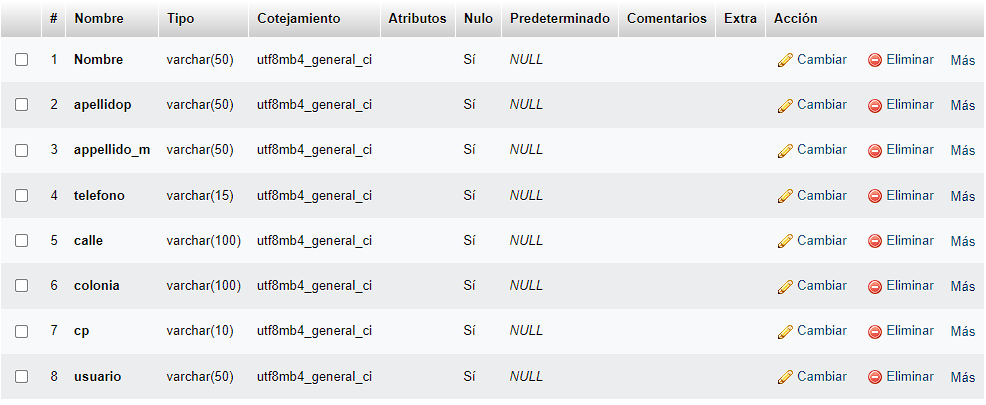 # Nombre Tipo Cotejamiento Atributos Nulo Predeterminado Comentarios Extra Acción
1 Nombre varchar(50) utf8mb4_general_ci Sí NULL Cambiar Eliminar Más
2 apellidop varchar(50) utf8mb4_general_ci Sí NULL Cambiar Eliminar Más
3 appellido_m varchar(50) utf8mb4_general_ci Sí NULL Cambiar Eliminar Más
4 telefono varchar(15) utf8mb4_general_ci Sí NULL Cambiar Eliminar Más
5 calle varchar(100) utf8mb4_general_ci Sí NULL Cambiar Eliminar Más
6 colonia varchar(100) utf8mb4_general_ci Sí NULL Cambiar Eliminar Más
7 cp varchar(10) utf8mb4_general_ci Sí NULL Cambiar Eliminar Más
8 usuario varchar(50) utf8mb4_general_ci Sí NULL Cambiar Eliminar Más